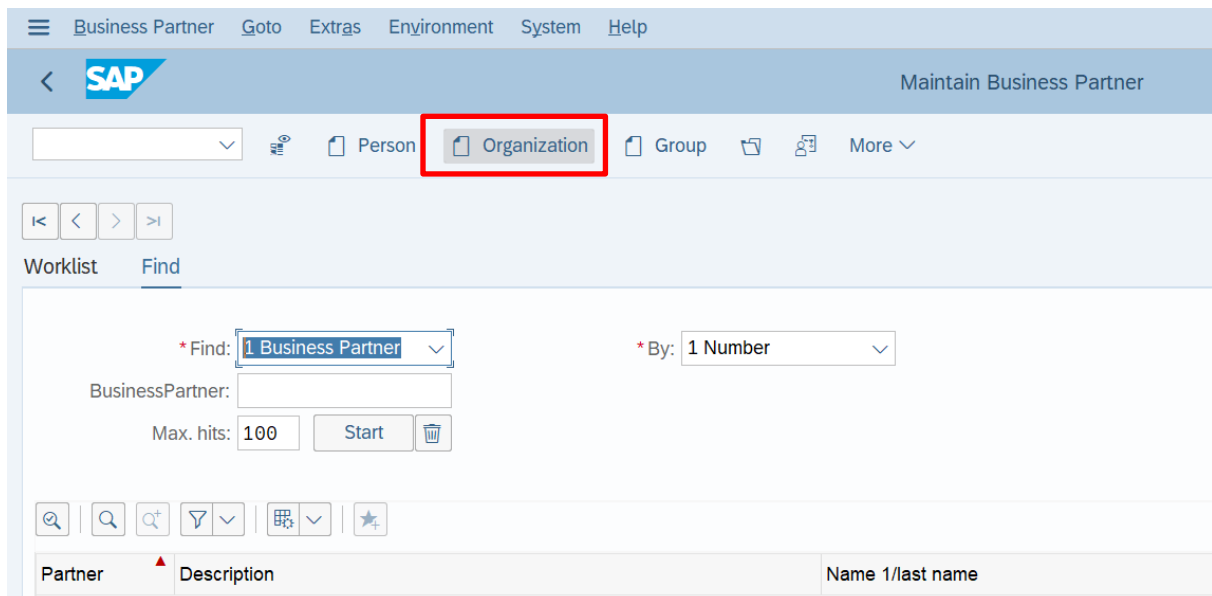 Business Partner Goto Extras Environment System Help
SAP Maintain Business Partner
Person Organization Group More
Worklist Find
*Find: 1 Business Partner *By: 1 Number
BusinessPartner:
Max. hits: 100 Start
Partner Description Name 1/last name